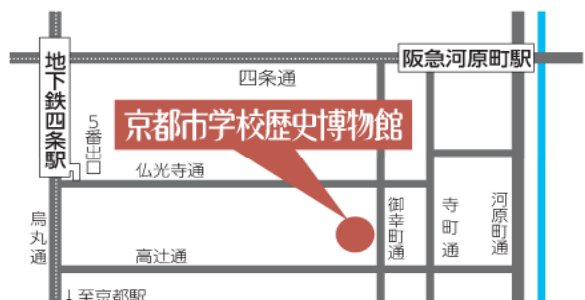 地下鉄四条駅
阪急河原町駅
四条通
5番出口
京都市学校歴史博物館
仏光寺通
御幸町通
寺町通
河原町通
烏丸通
高辻通
↓至京都駅